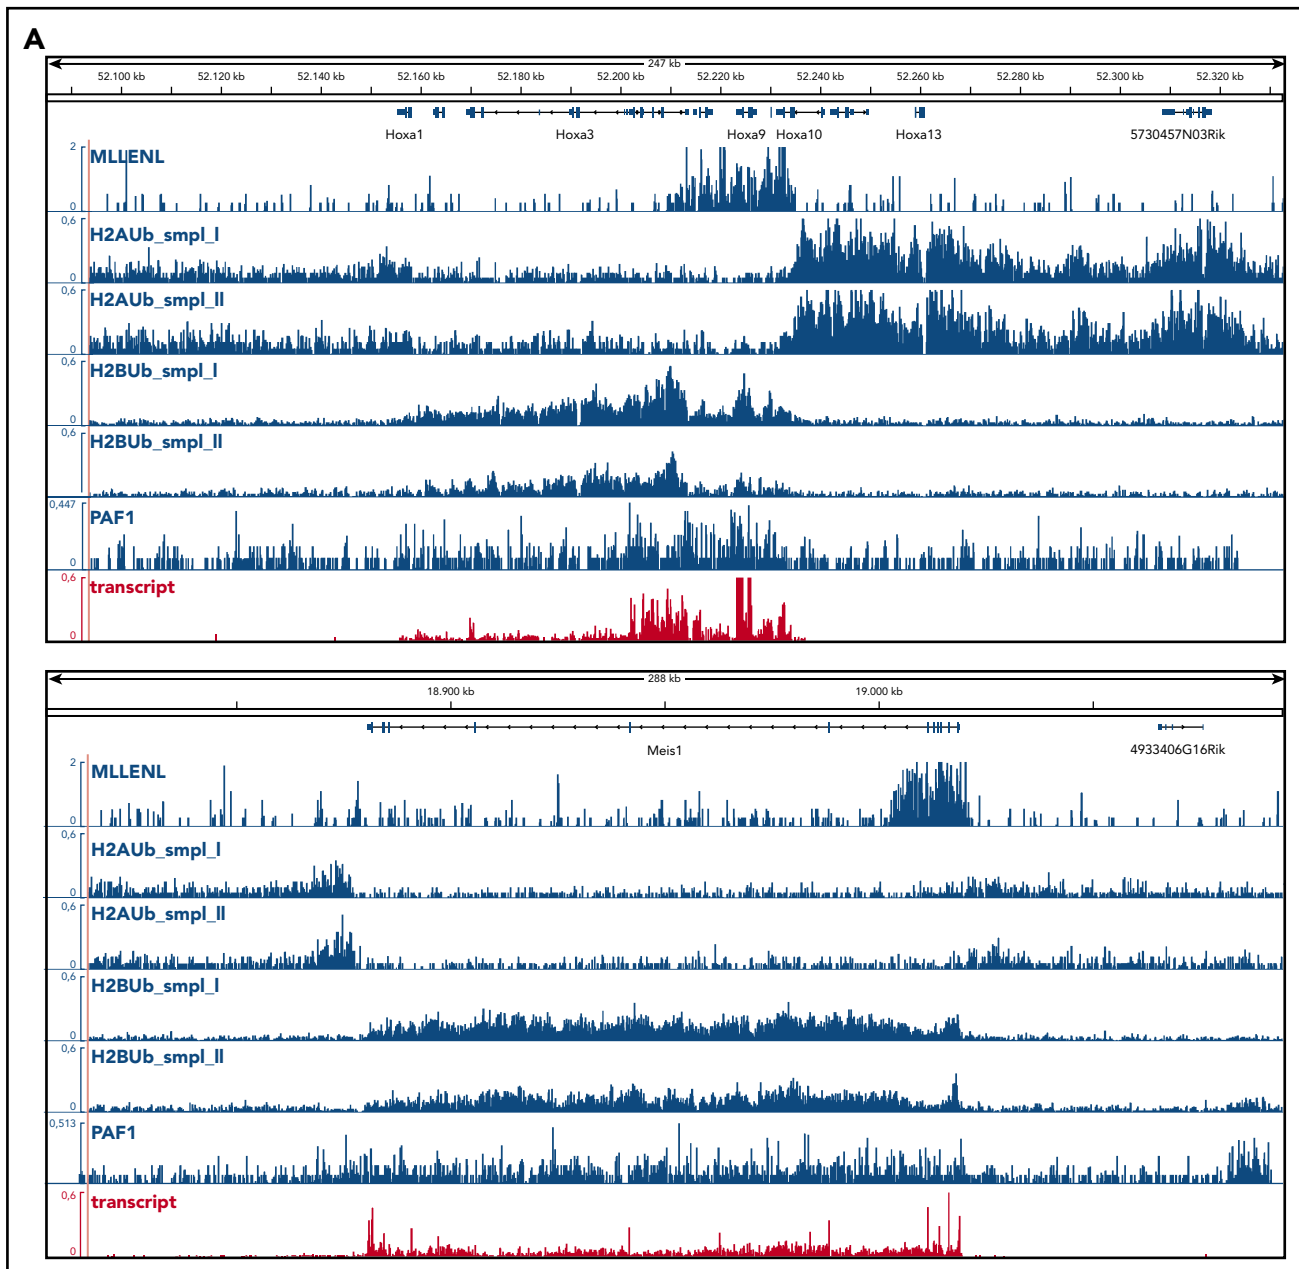 A
247 kb
52.100 kb 52.120 kb 52.140 kb 52.160 kb 52.180 kb 52.200 kb 52.220 kb 52.240 kb 52.260 kb 52.280 kb 52.300 kb 52.320 kb
Hoxa1 Hoxa3 Hoxa9 Hoxa10 Hoxa13 5730457N03Rik
2 MLLENL
0
0,6 H2AUb_smpl_I
0
0,6 H2AUb_smpl_II
0
0,6 H2BUb_smpl_I
0
0,6 H2BUb_smpl_II
0,447 PAF1
0
0,6 transcript
0
288 kb
18.900 kb 19.000 kb
Meis1 4933406G16Rik
2 MLLENL
0
0,6 H2AUb_smpl_I
0
0,6 H2AUb_smpl_II
0
0,6 H2BUb_smpl_I
0
0,6 H2BUb_smpl_II
0
0,513 PAF1
0,6 transcript
0